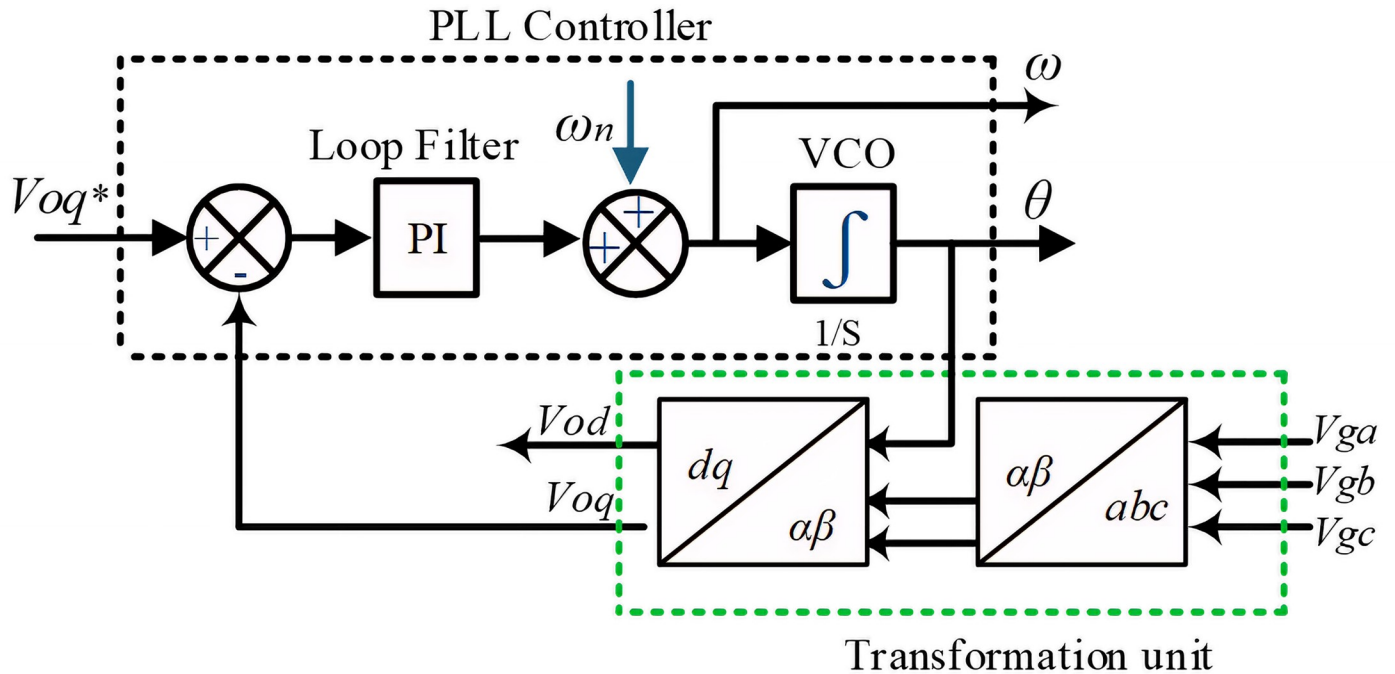 PLL Controller
ω
ωn
Loop Filter
VCO
Voq*
θ
+
+
PI
+
∫
-
1/S
Vod
Vga
dq
αβ
Voq
Vgb
αβ
abc
Vgc
Transformation unit